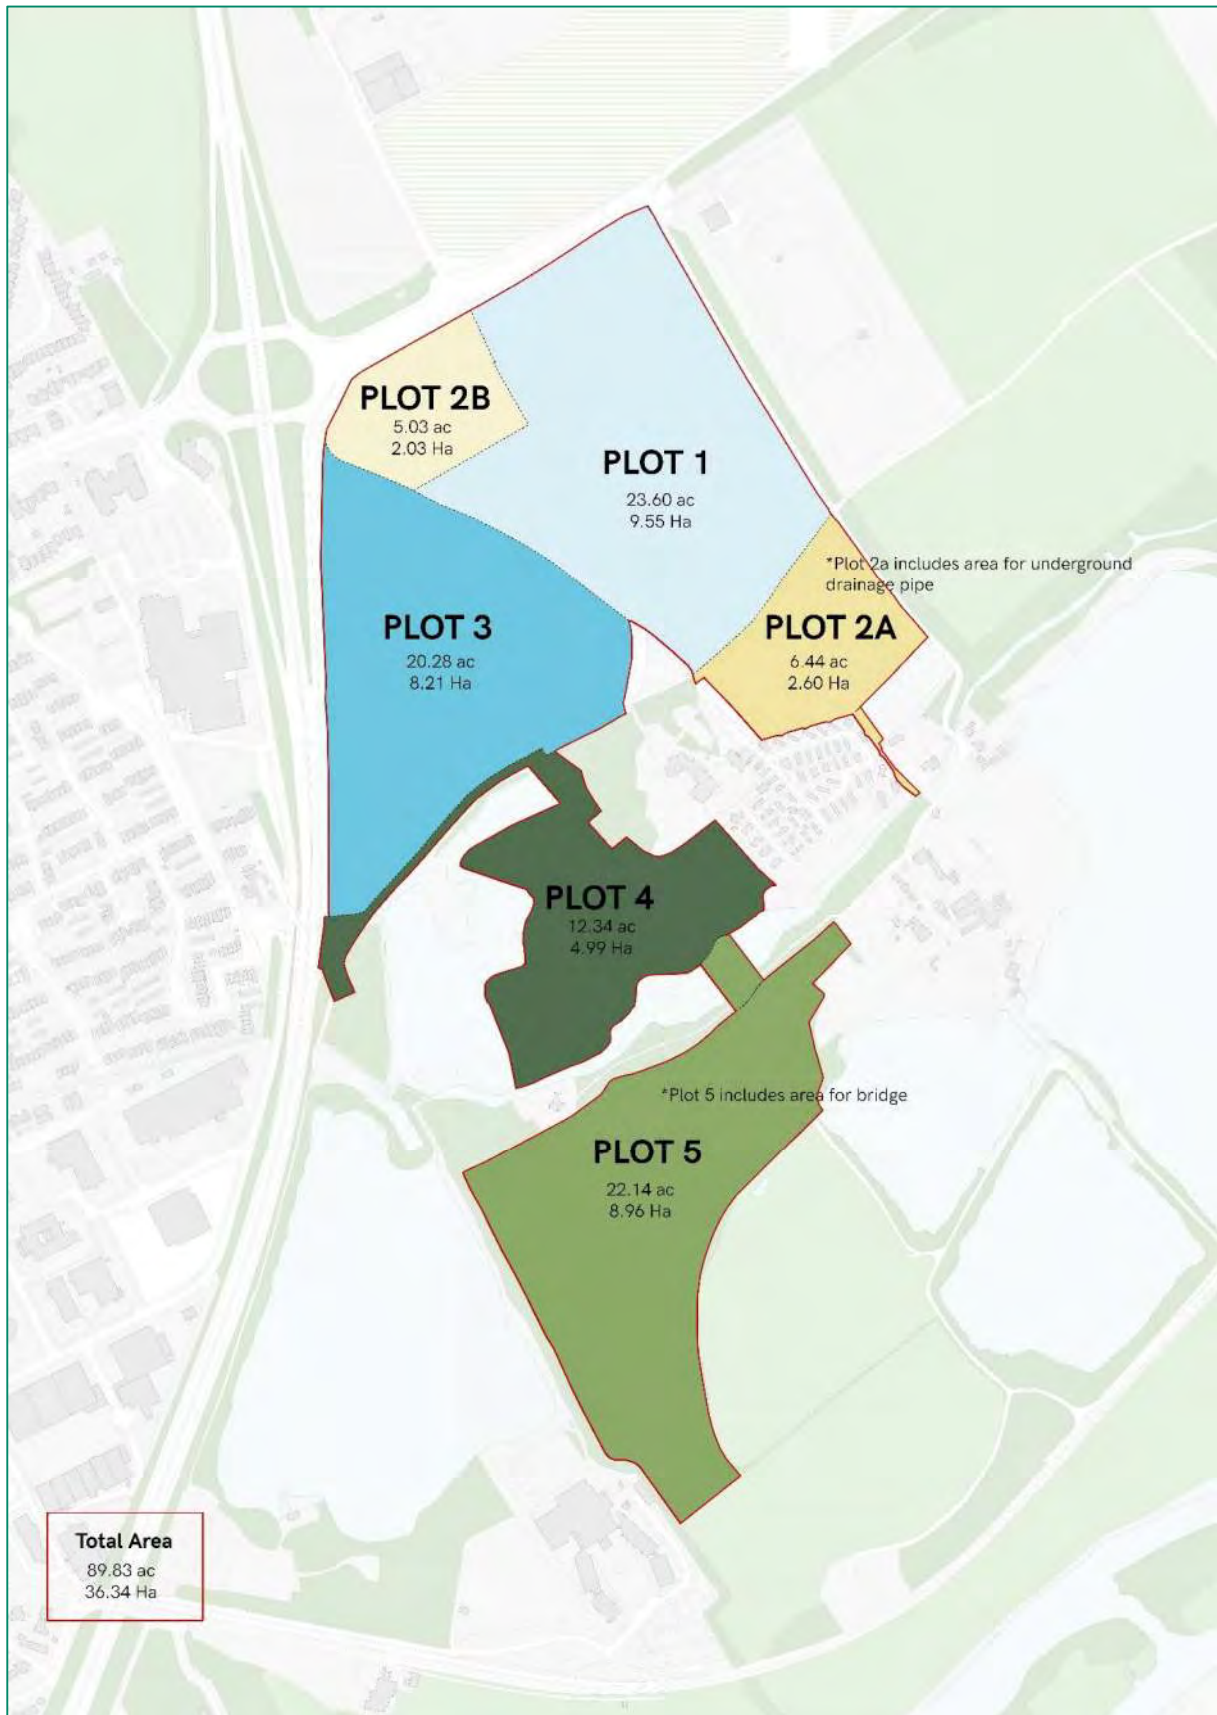 PLOT 2B
5.03 ac
2.03 Ha
PLOT 1
23.60 ac
9.55 Ha
*Plot 2a includes area for underground
drainage pipe
PLOT 3
20.28 ac
8.21 Ha
PLOT 2A
6.44 ac
2.60 Ha
PLOT 4
12.34 ac
4.99 Ha
*Plot 5 includes area for bridge
PLOT 5
22.14 ac
8.96 Ha
Total Area
89.83 ac
36.34 Ha